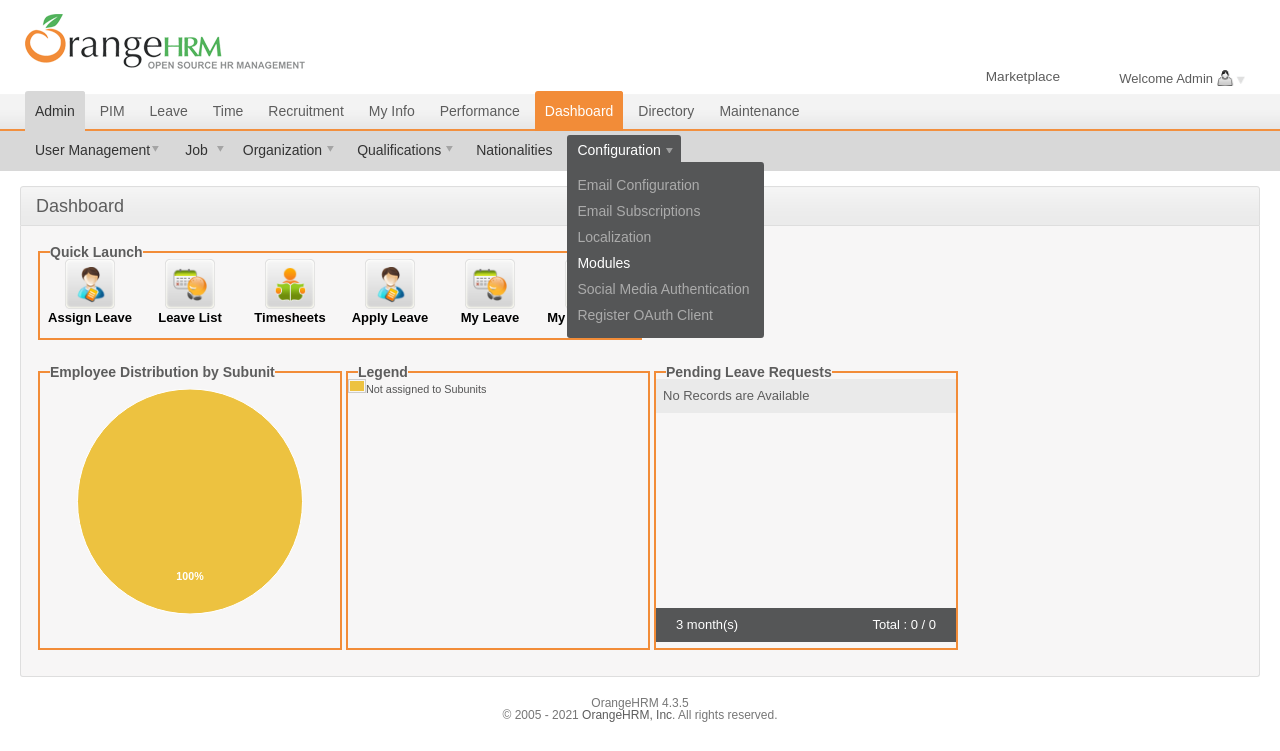 OrangeHRM
OPEN SOURCE HR MANAGEMENT
Marketplace
Welcome Admin
Admin PIM Leave Time Recruitment My Info Performance Dashboard Directory Maintenance
User Management Job Organization Qualifications Nationalities Configuration
Email Configuration
Email Subscriptions
Localization
Modules
Social Media Authentication
Register OAuth Client
Dashboard
Quick Launch
Assign Leave Leave List Timesheets Apply Leave My Leave My
Employee Distribution by Subunit
100%
Legend
Not assigned to Subunits
Pending Leave Requests
No Records are Available
3 month(s) Total : 0 / 0
OrangeHRM 4.3.5
© 2005 - 2021 OrangeHRM, Inc. All rights reserved.